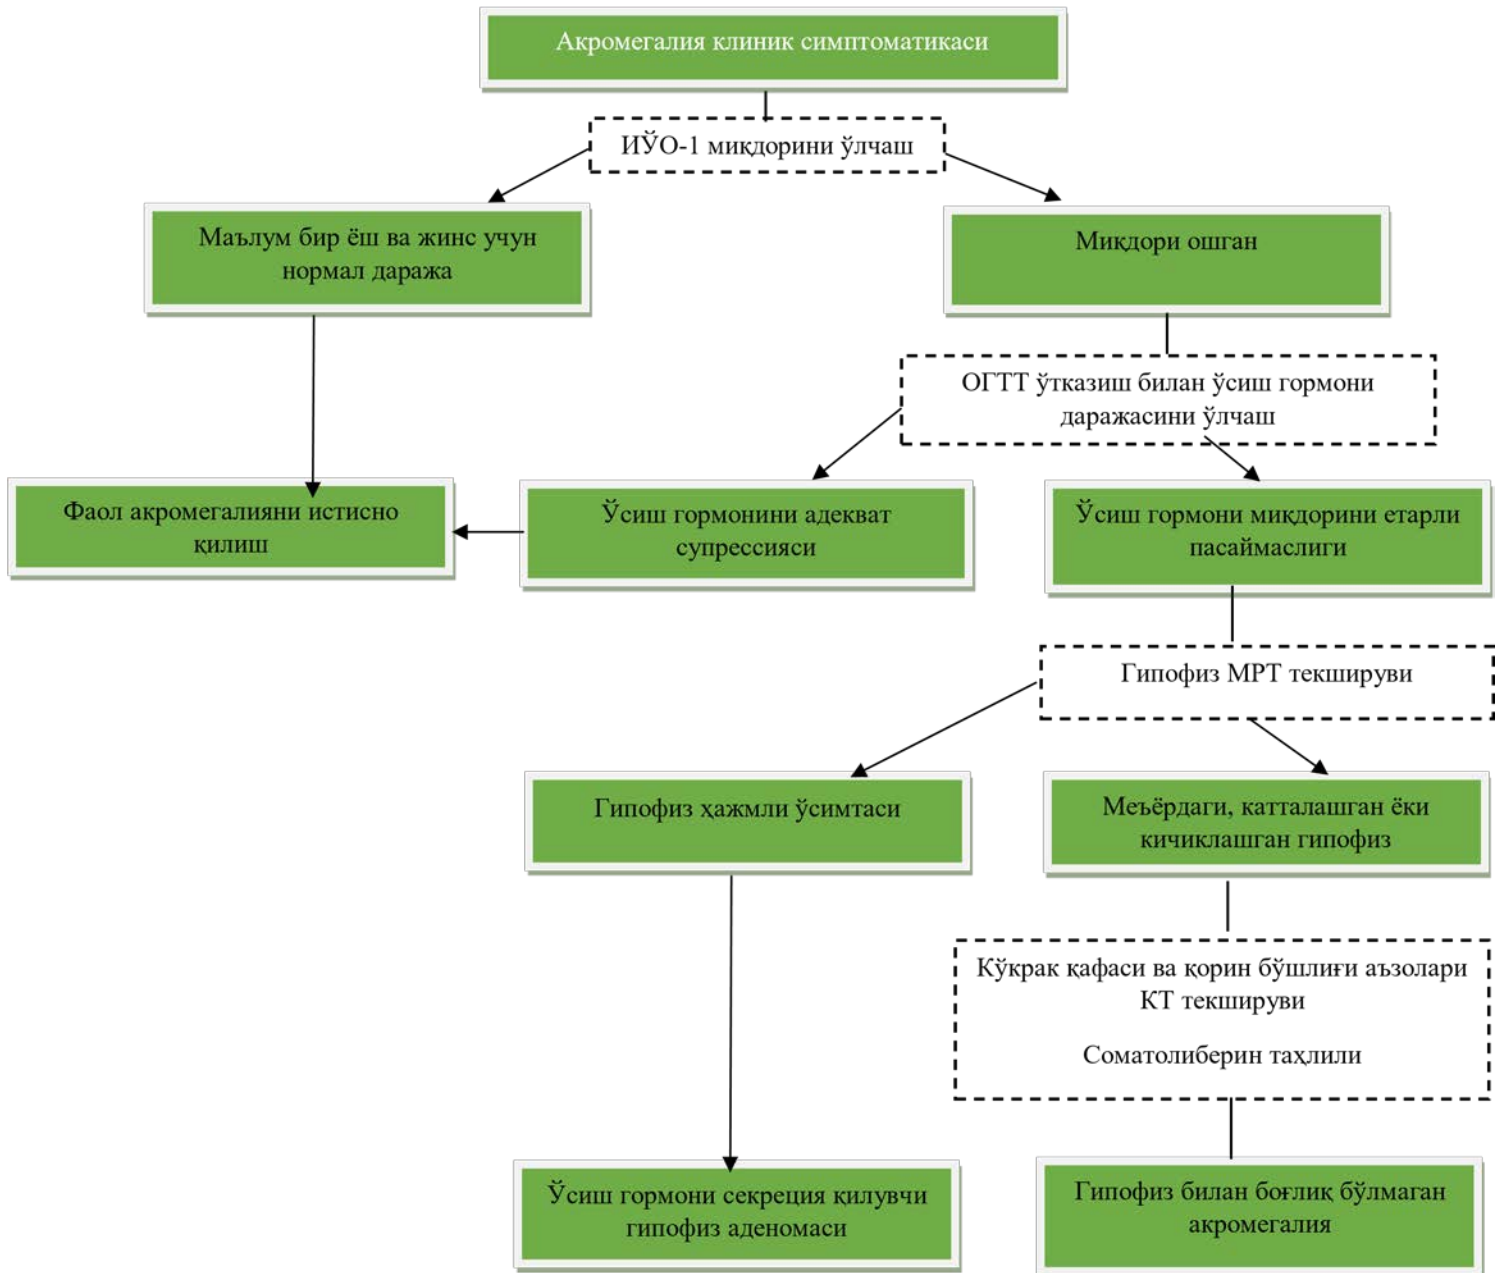 Акромегалия клиник симптоматикаси
ИЎО-1 миқдорини ўлчаш
Маълум бир ёш ва жинс учун
нормал даража
Миқдори ошган
ОГТТ ўтказиш билан ўсиш гормони
даражасини ўлчаш
Фаол акромегалияни истисно
қилиш
Ўсиш гормонини адекват
супрессияси
Ўсиш гормони миқдорини етарли
пасаймаслиги
Гипофиз МРТ текшируви
Гипофиз ҳажмли ўсимтаси
Меъёрдаги, катталашган ёки
кичиклашган гипофиз
Кўкрак қафаси ва қорин бўшлиғи аъзолари
КТ текшируви
Соматолиберин таҳлили
Ўсиш гормони секреция қилувчи
гипофиз аденомаси
Гипофиз билан боғлиқ бўлмаган
акромегалия